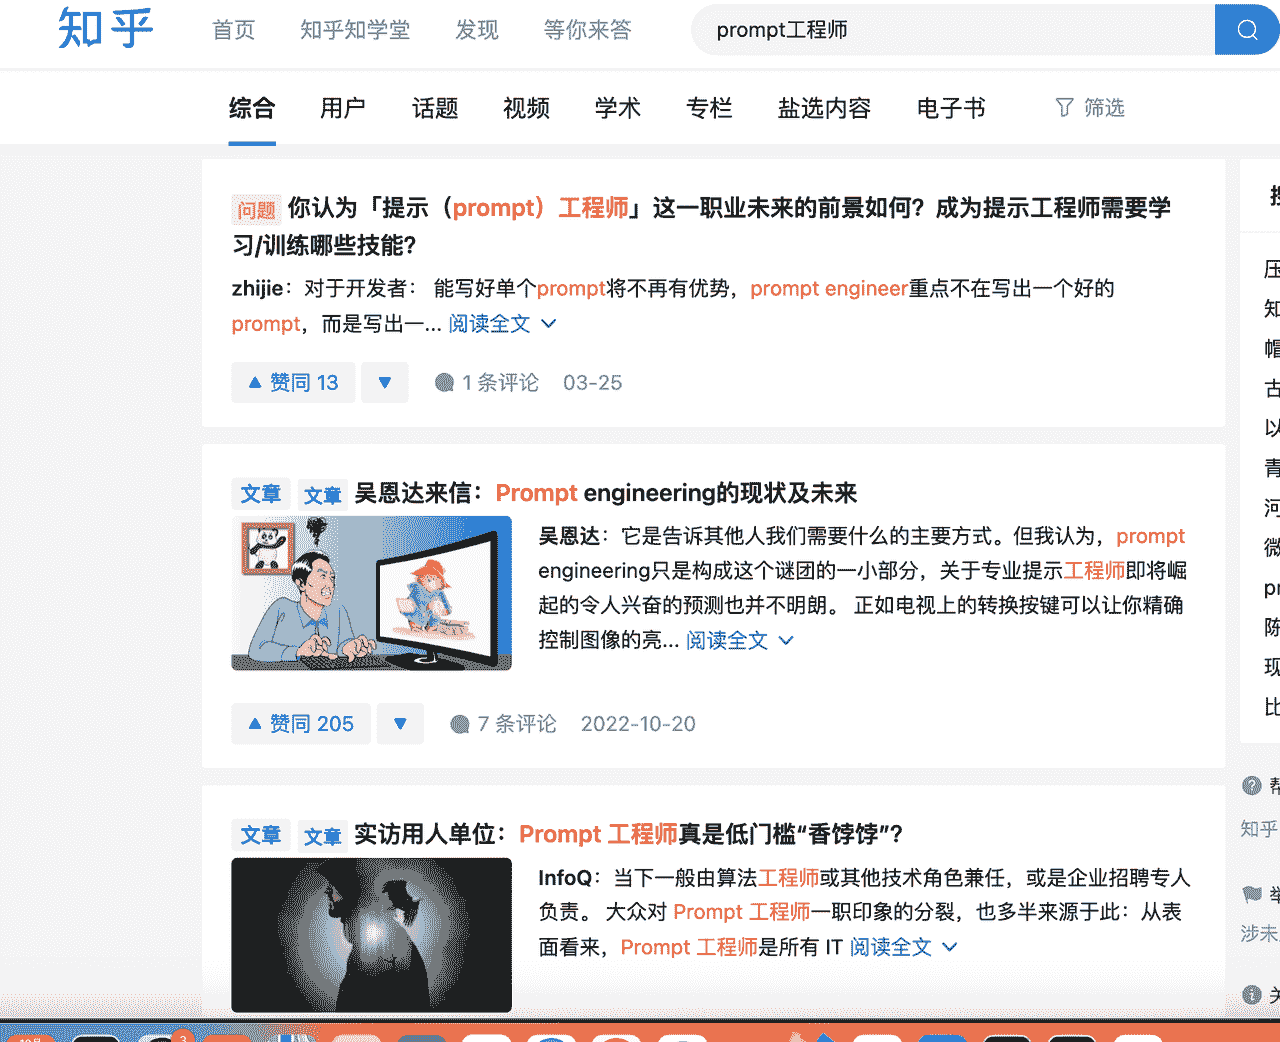 知乎
首页 知乎知学堂 发现 等你来答 prompt工程师
综合 用户 话题 视频 学术 专栏 盐选内容 电子书 筛选
问题 你认为「提示（prompt）工程师」这一职业未来的前景如何？成为提示工程师需要学
习/训练哪些技能？
zhijie：对于开发者： 能写好单个prompt将不再有优势，prompt engineer重点不在写出一个好的
prompt，而是写出一... 阅读全文
赞同 13 1 条评论 03-25
文章 文章 吴恩达来信：Prompt engineering的现状及未来
吴恩达：它是告诉其他人我们需要什么的主要方式。但我认为，prompt
engineering只是构成这个谜团的一小部分，关于专业提示工程师即将崛
起的令人兴奋的预测也并不明朗。 正如电视上的转换按键可以让你精确
控制图像的亮... 阅读全文
赞同 205 7 条评论 2022-10-20
文章 文章 实访用人单位：Prompt 工程师真是低门槛“香饽饽”？
InfoQ：当下一般由算法工程师或其他技术角色兼任，或是企业招聘专人
负责。 大众对 Prompt 工程师一职印象的分裂，也多半来源于此：从表
面看来，Prompt 工程师是所有 IT 阅读全文
压
知
帽
古
以
青
河
微
pr
陈
现
比
知乎
涉未
3